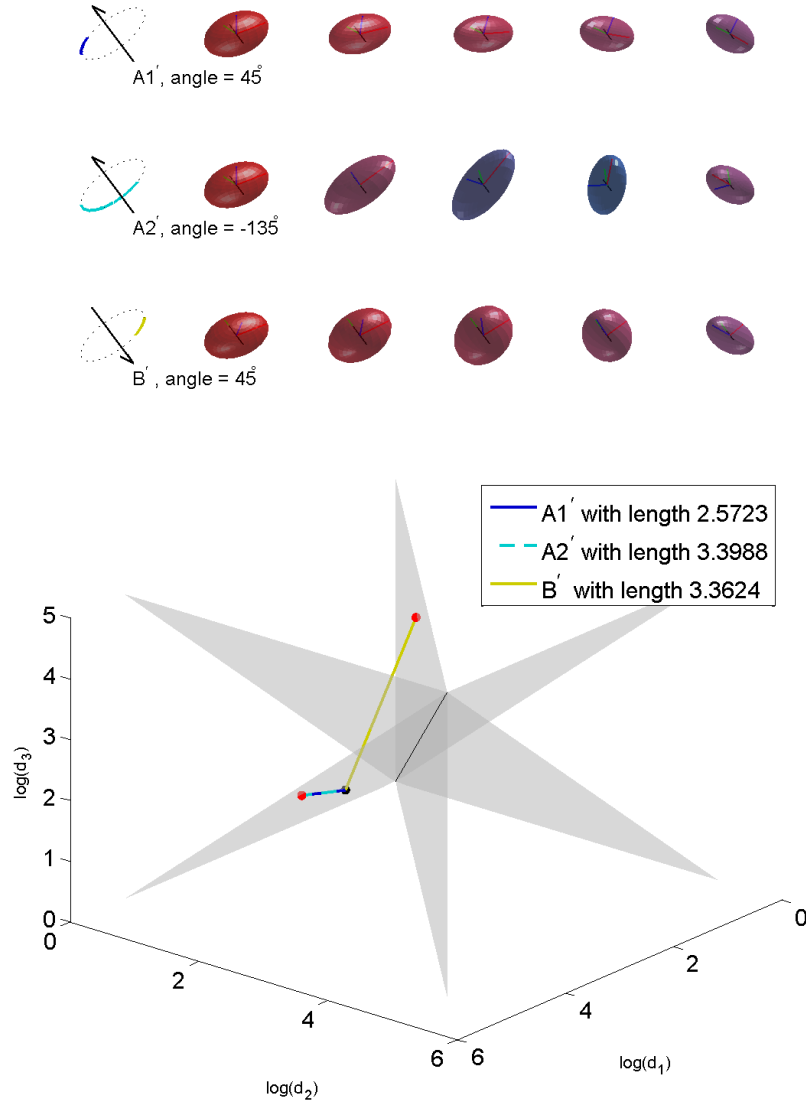 A1′, angle = 45°
A2′, angle = -135°
B′ , angle = 45°
A1′ with length 2.5723
A2′ with length 3.3988
B′ with length 3.3624
5
4
3
2
1
0
log(d₃)
0
2
4
6
log(d₂)
6
4
2
0
log(d₁)